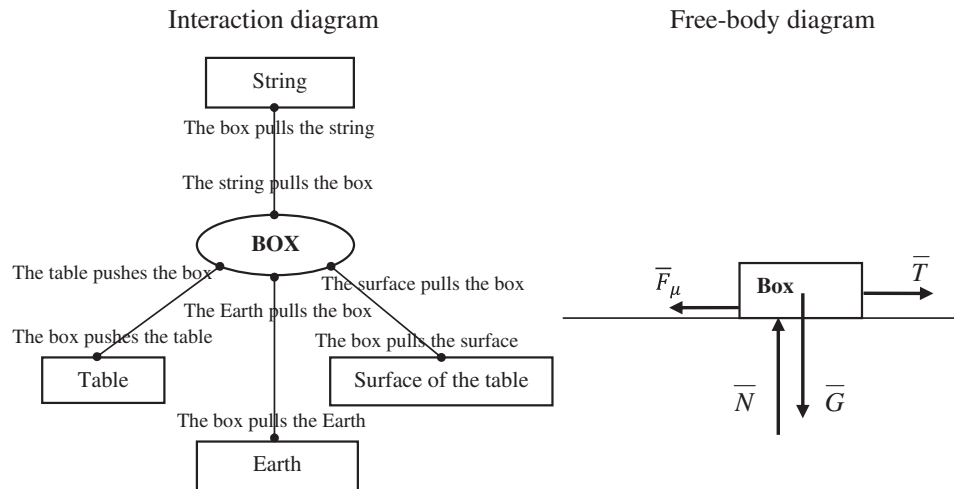 Interaction diagram
String
The box pulls the string
The string pulls the box
BOX
The table pushes the box
The surface pulls the box
The Earth pulls the box
The box pushes the table
The box pulls the surface
Table
Surface of the table
The box pulls the Earth
Earth
Free-body diagram
F̅μ
Box
T̅
N̅
G̅